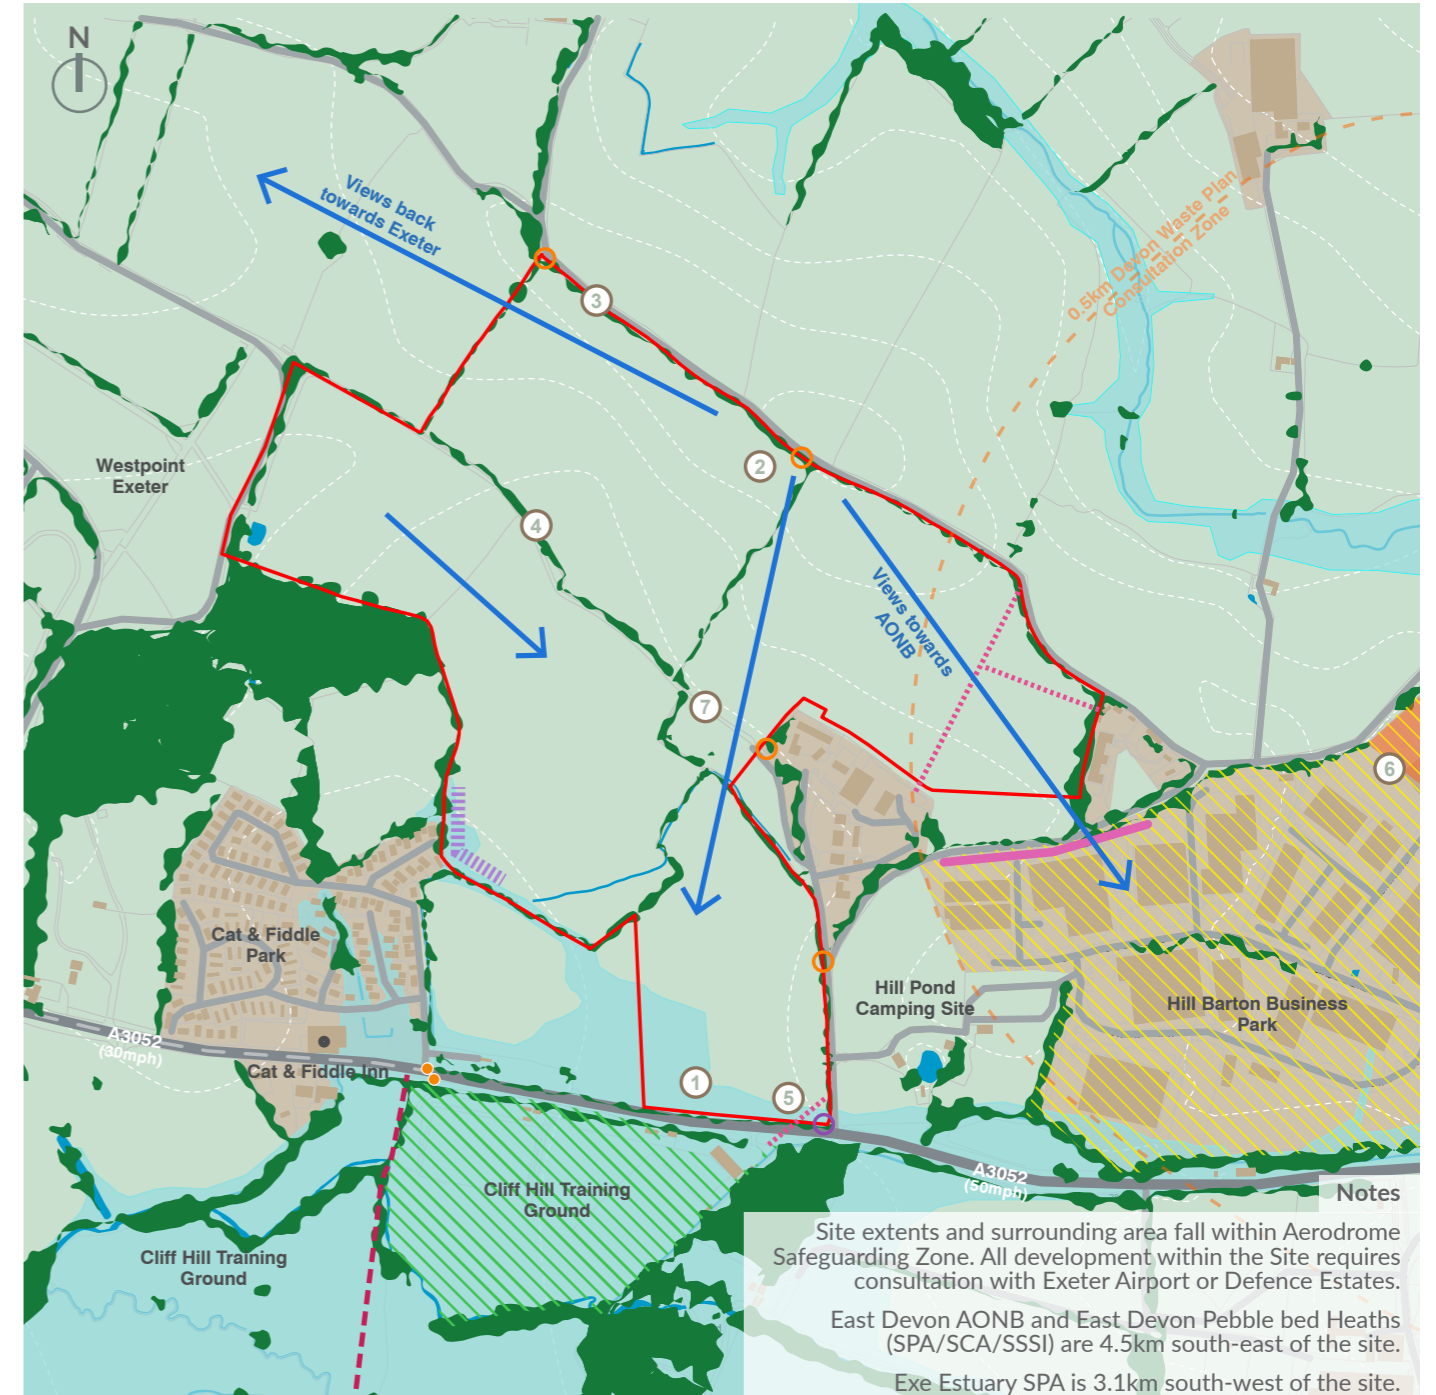 N
Views back
towards Exeter
0.5km Devon Waste Plan
Consultation Zone
3
2
Westpoint
Exeter
4
Views towards
AONB
7
6
Cat & Fiddle
Park
Hill Pond
Camping Site
Hill Barton Business
Park
A3052
(30mph)
Cat & Fiddle Inn
1
5
A3052
(50mph)
Cliff Hill Training
Ground
Cliff Hill Training
Ground
Notes
Site extents and surrounding area fall within Aerodrome
Safeguarding Zone. All development within the Site requires
consultation with Exeter Airport or Defence Estates.
East Devon AONB and East Devon Pebble bed Heaths
(SPA/SCA/SSSI) are 4.5km south-east of the site.
Exe Estuary SPA is 3.1km south-west of the site.